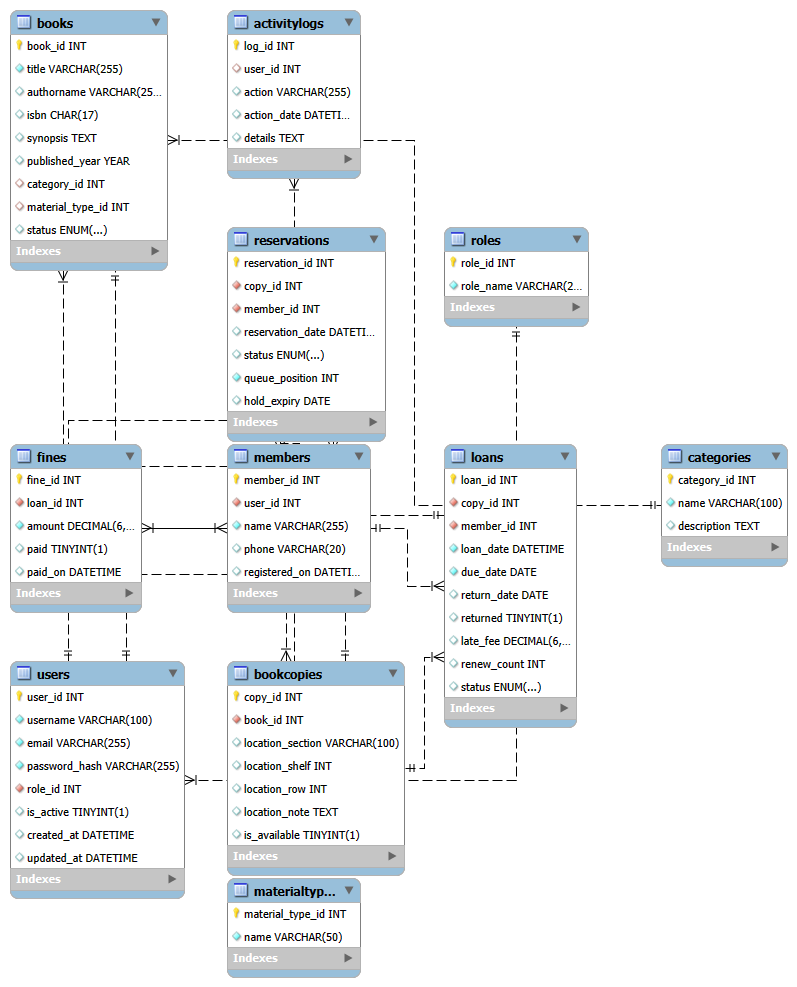 books
book_id INT
title VARCHAR(255)
authorname VARCHAR(25...
isbn CHAR(17)
synopsis TEXT
published_year YEAR
category_id INT
material_type_id INT
status ENUM(...)
Indexes
activitylogs
log_id INT
user_id INT
action VARCHAR(255)
action_date DATETI...
details TEXT
Indexes
reservations
reservation_id INT
copy_id INT
member_id INT
reservation_date DATETI...
status ENUM(...)
queue_position INT
hold_expiry DATE
Indexes
roles
role_id INT
role_name VARCHAR(2...
Indexes
fines
fine_id INT
loan_id INT
amount DECIMAL(6,...
paid TINYINT(1)
paid_on DATETIME
Indexes
members
member_id INT
user_id INT
name VARCHAR(255)
phone VARCHAR(20)
registered_on DATETI...
Indexes
loans
loan_id INT
copy_id INT
member_id INT
loan_date DATETIME
due_date DATE
return_date DATE
returned TINYINT(1)
late_fee DECIMAL(6,...
renew_count INT
status ENUM(...)
Indexes
categories
category_id INT
name VARCHAR(100)
description TEXT
Indexes
users
user_id INT
username VARCHAR(100)
email VARCHAR(255)
password_hash VARCHAR(255)
role_id INT
is_active TINYINT(1)
created_at DATETIME
updated_at DATETIME
Indexes
bookcopies
copy_id INT
book_id INT
location_section VARCHAR(100)
location_shelf INT
location_row INT
location_note TEXT
is_available TINYINT(1)
Indexes
materialtyp...
material_type_id INT
name VARCHAR(50)
Indexes